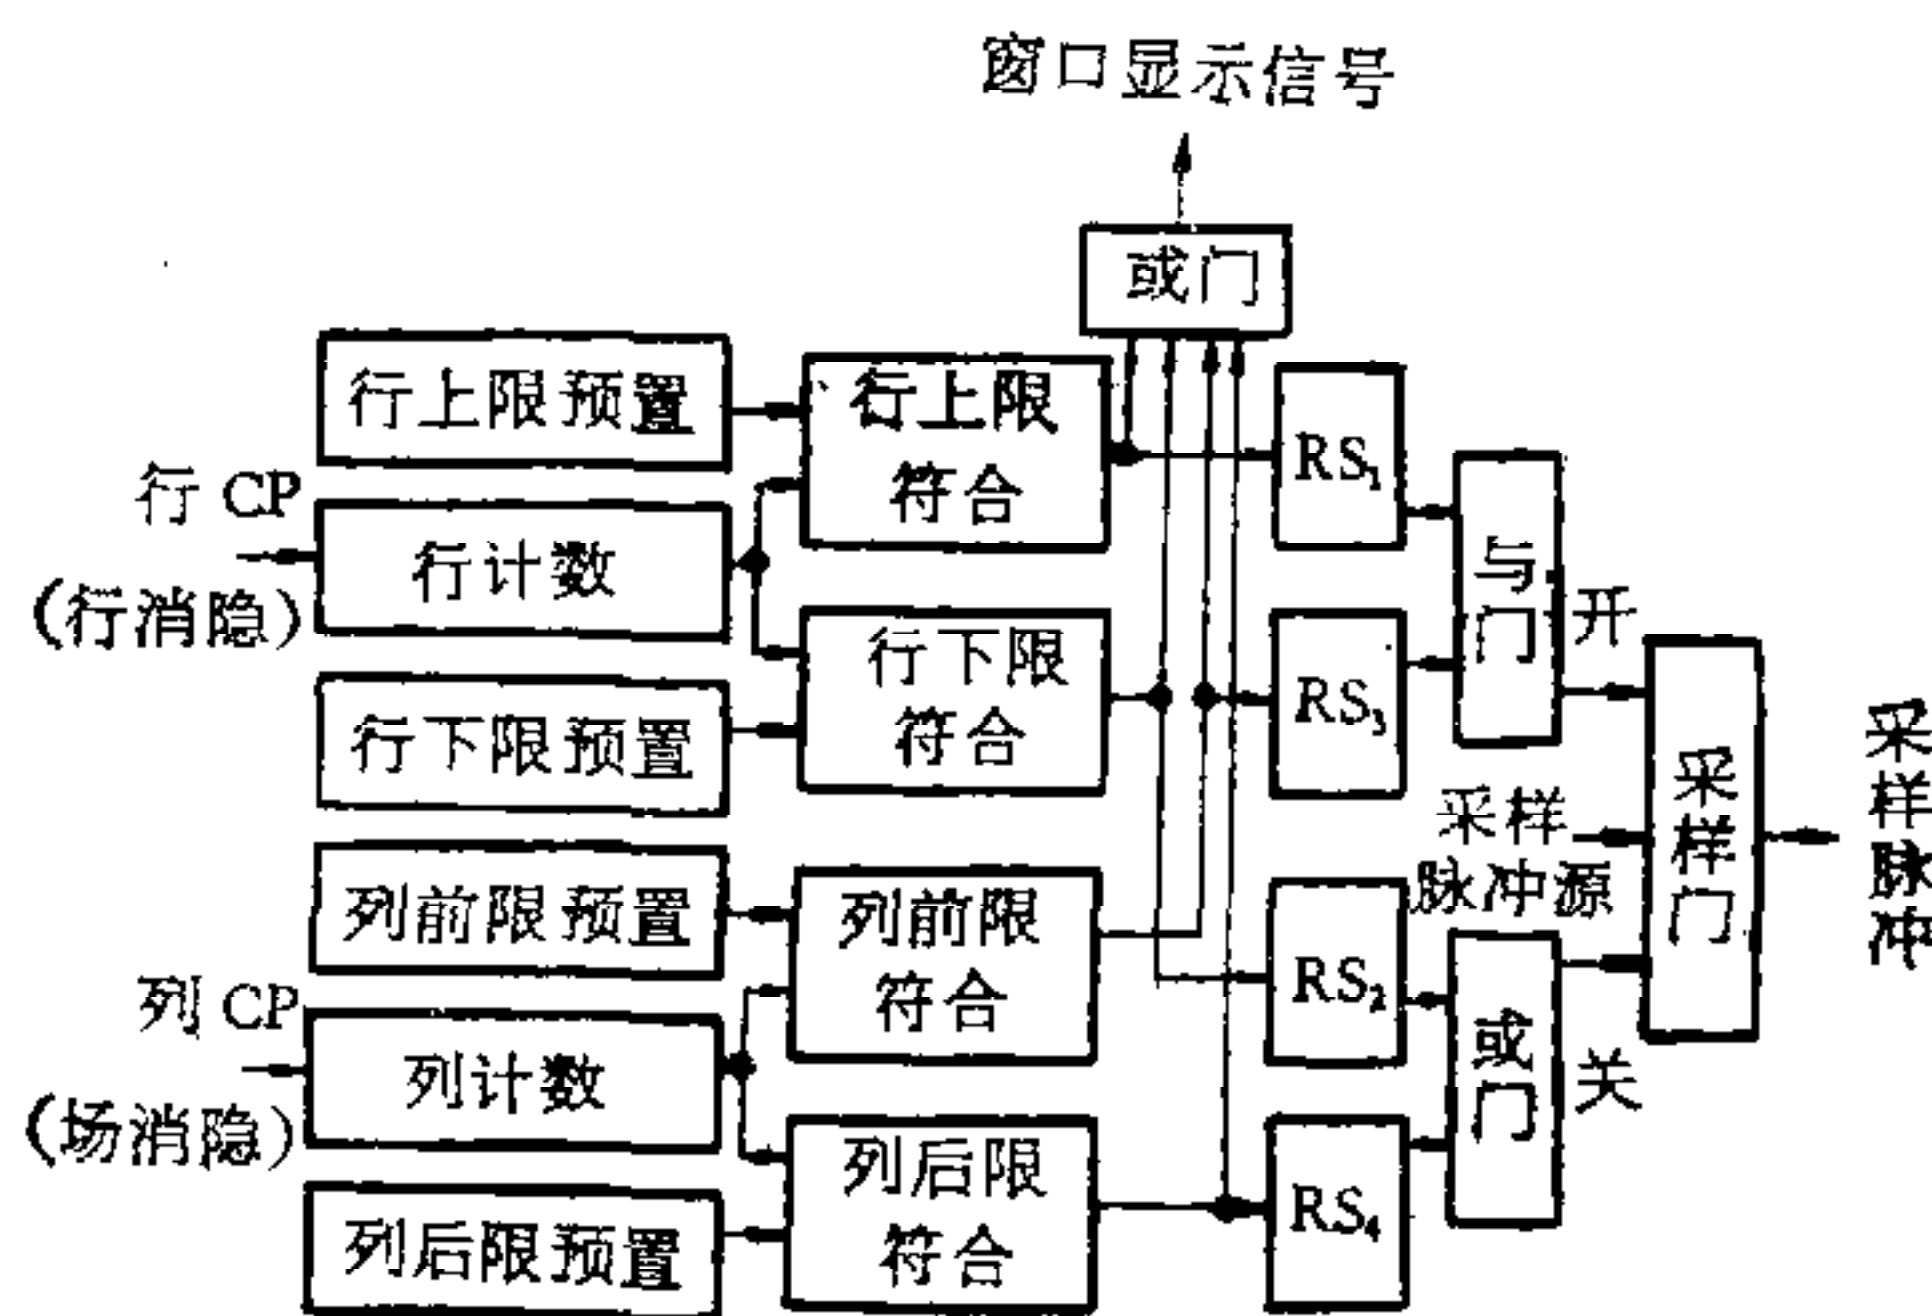 窗口显示信号
或门
行上限预置
行上限
符合
RS₁
行 CP
行计数
(行消隐)
与门
开
行下限
符合
RS₃
行下限预置
采样
脉冲源
采样门
采样脉冲
列前限预置
列前限
符合
RS₂
列 CP
列计数
(场消隐)
或门
关
列后限
符合
RS₄
列后限预置